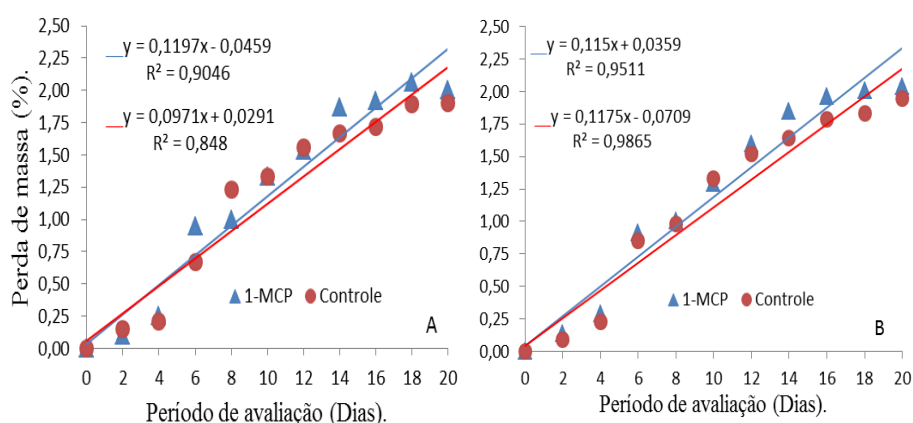 Perda de massa (%).
2,50
2,25
2,00
1,75
1,50
1,25
1,00
0,75
0,50
0,25
0,00
__y = 0,1197x - 0,0459
R² = 0,9046
__y = 0,0971x + 0,0291
R² = 0,848
1-MCP Controle
A
0 2 4 6 8 10 12 14 16 18 20
Período de avaliação (Dias).
2,50
2,25
2,00
1,75
1,50
1,25
1,00
0,75
0,50
0,25
0,00
__y = 0,115x + 0,0359
R² = 0,9511
__y = 0,1175x - 0,0709
R² = 0,9865
1-MCP Controle
B
0 2 4 6 8 10 12 14 16 18 20
Período de avaliação (Dias).